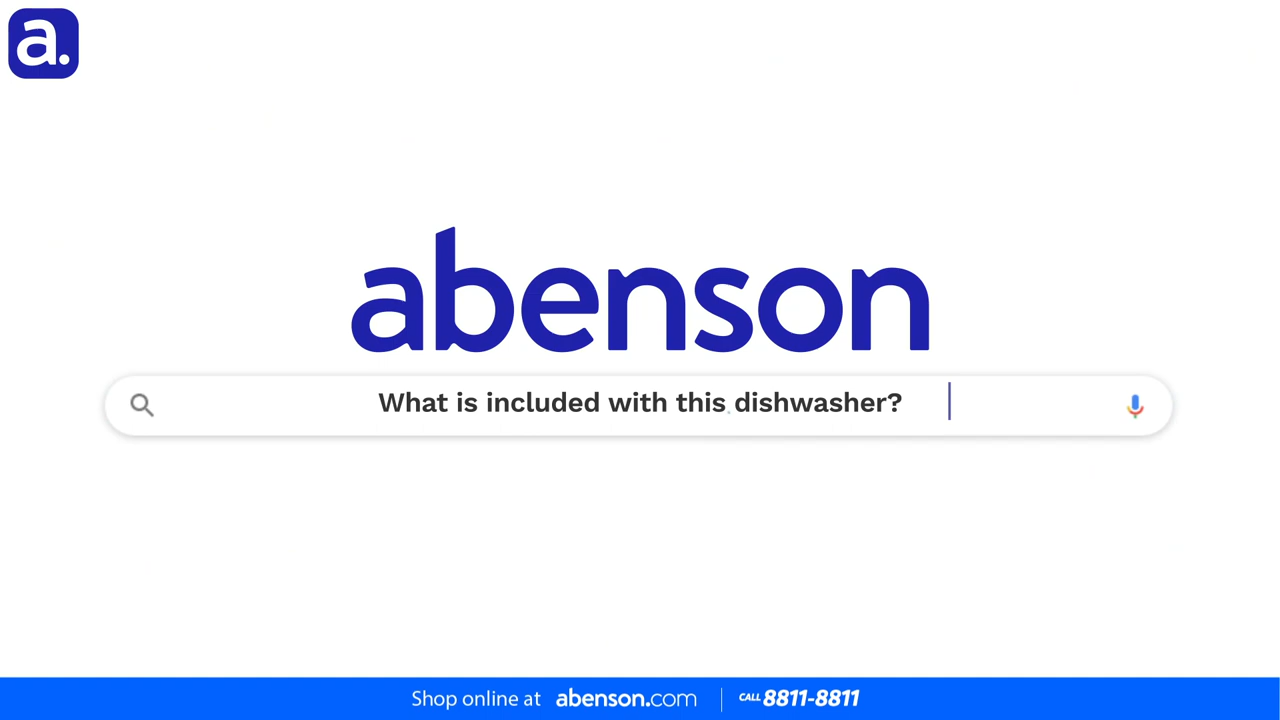 a.
abenson
What is included with this dishwasher?
Shop online at abenson.com CALL 8811-8811